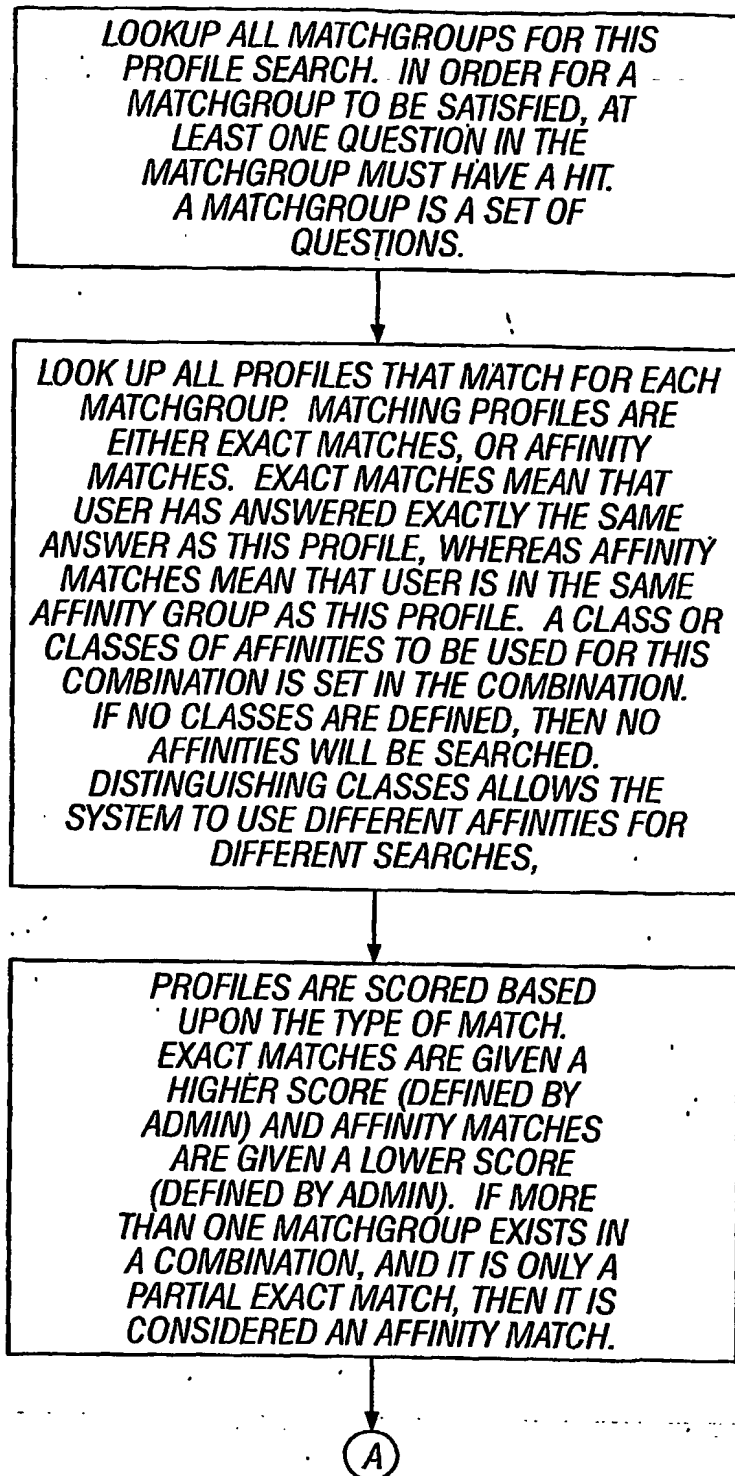 LOOKUP ALL MATCHGROUPS FOR THIS
PROFILE SEARCH. IN ORDER FOR A
MATCHGROUP TO BE SATISFIED, AT
LEAST ONE QUESTION IN THE
MATCHGROUP MUST HAVE A HIT.
A MATCHGROUP IS A SET OF
QUESTIONS.
LOOK UP ALL PROFILES THAT MATCH FOR EACH
MATCHGROUP. MATCHING PROFILES ARE
EITHER EXACT MATCHES, OR AFFINITY
MATCHES. EXACT MATCHES MEAN THAT
USER HAS ANSWERED EXACTLY THE SAME
ANSWER AS THIS PROFILE, WHEREAS AFFINITY
MATCHES MEAN THAT USER IS IN THE SAME
AFFINITY GROUP AS THIS PROFILE. A CLASS OR
CLASSES OF AFFINITIES TO BE USED FOR THIS
COMBINATION IS SET IN THE COMBINATION.
IF NO CLASSES ARE DEFINED, THEN NO
AFFINITIES WILL BE SEARCHED.
DISTINGUISHING CLASSES ALLOWS THE
SYSTEM TO USE DIFFERENT AFFINITIES FOR
DIFFERENT SEARCHES,
PROFILES ARE SCORED BASED
UPON THE TYPE OF MATCH.
EXACT MATCHES ARE GIVEN A
HIGHER SCORE (DEFINED BY
ADMIN) AND AFFINITY MATCHES
ARE GIVEN A LOWER SCORE
(DEFINED BY ADMIN). IF MORE
THAN ONE MATCHGROUP EXISTS IN
A COMBINATION, AND IT IS ONLY A
PARTIAL EXACT MATCH, THEN IT IS
CONSIDERED AN AFFINITY MATCH.
A